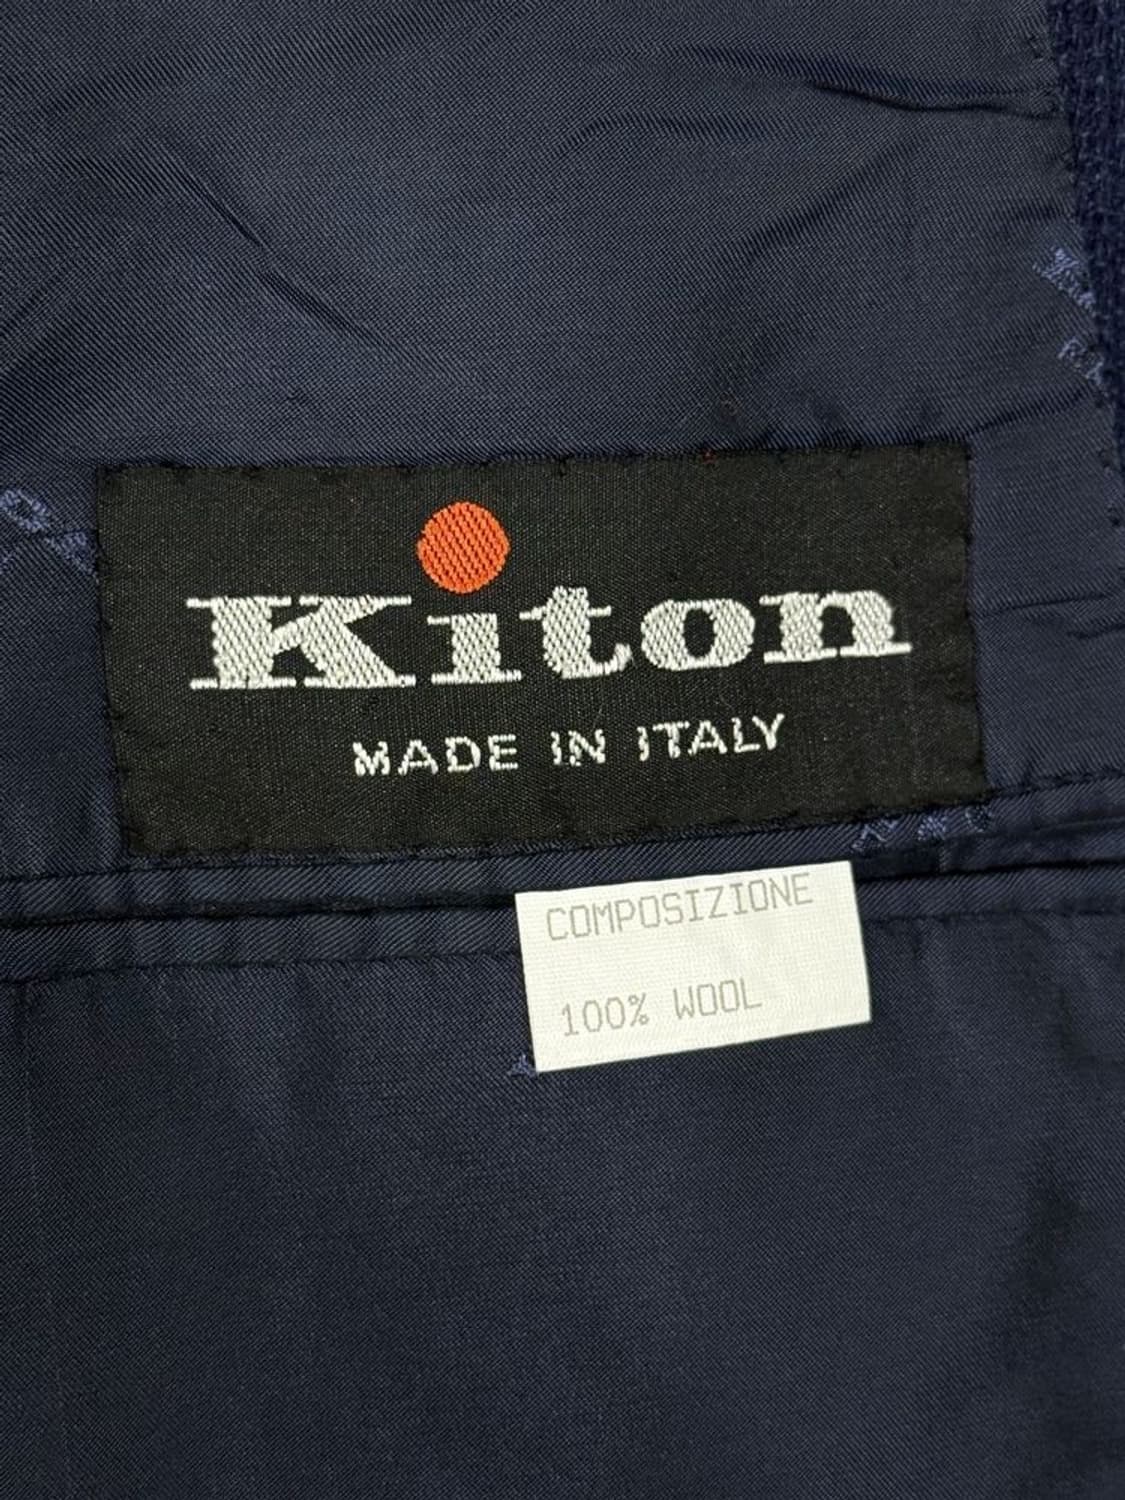 Kiton
MADE IN ITALY
COMPOSIZIONE
100% WOOL